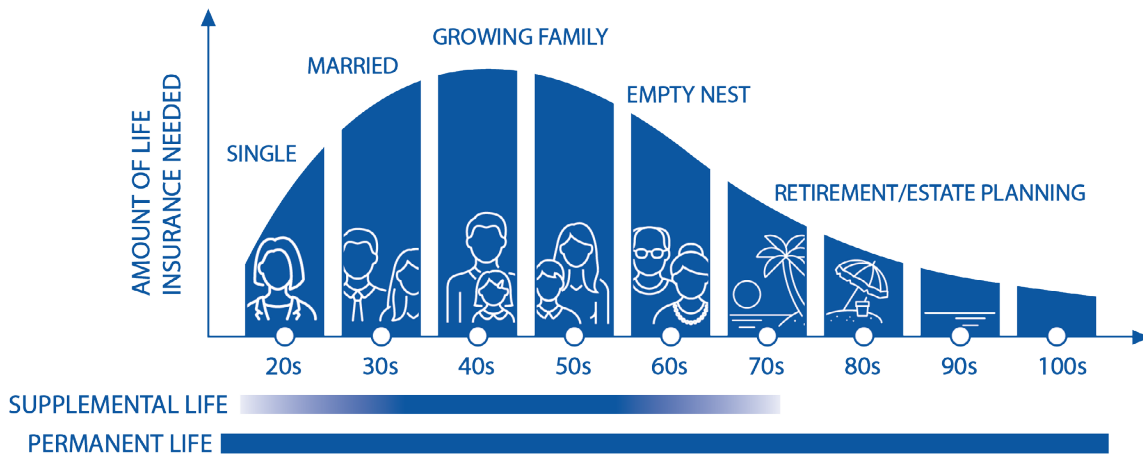 GROWING FAMILY
MARRIED
EMPTY NEST
SINGLE
RETIREMENT/ESTATE PLANNING
AMOUNT OF LIFE
INSURANCE NEEDED
20s 30s 40s 50s 60s 70s 80s 90s 100s
SUPPLEMENTAL LIFE
PERMANENT LIFE